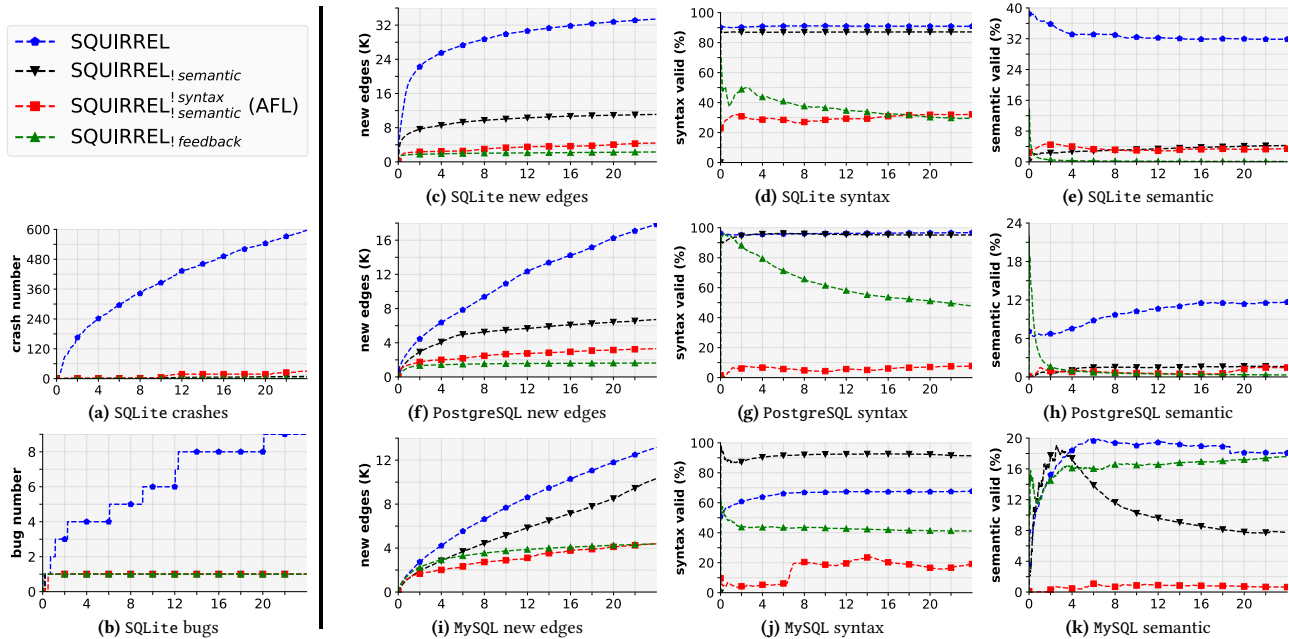 SQUIRREL
SQUIRREL! semantic
SQUIRREL! syntax ! semantic (AFL)
SQUIRREL! feedback
new edges (K)
36
24
12
0
0 4 8 12 16 20
(c) SQLite new edges
syntax valid (%)
100
80
60
40
20
0
0 4 8 12 16 20
(d) SQLite syntax
semantic valid (%)
40
32
24
16
8
0
0 4 8 12 16 20
(e) SQLite semantic
crash number
600
480
360
240
120
0
0 4 8 12 16 20
(a) SQLite crashes
new edges (K)
16
12
8
4
0
0 4 8 12 16 20
(f) PostgreSQL new edges
syntax valid (%)
100
80
60
40
20
0
0 4 8 12 16 20
(g) PostgreSQL syntax
semantic valid (%)
24
18
12
6
0
0 4 8 12 16 20
(h) PostgreSQL semantic
bug number
8
6
4
2
0
0 4 8 12 16 20
(b) SQLite bugs
new edges (K)
12
8
4
0
0 4 8 12 16 20
(i) MySQL new edges
syntax valid (%)
100
80
60
40
20
0
0 4 8 12 16 20
(j) MySQL syntax
semantic valid (%)
20
16
12
8
4
0
0 4 8 12 16 20
(k) MySQL semantic